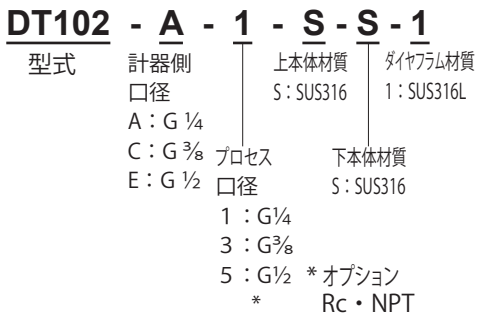 DT102 - A - 1 - S - S - 1
型式
計器側
口径
A：G ¼
C：G ⅜
E：G ½
プロセス
口径
1：G¼
3：G⅜
5：G½
*
上本体材質
S：SUS316
下本体材質
S：SUS316
ダイヤフラム材質
1：SUS316L
*オプション
Rc・NPT